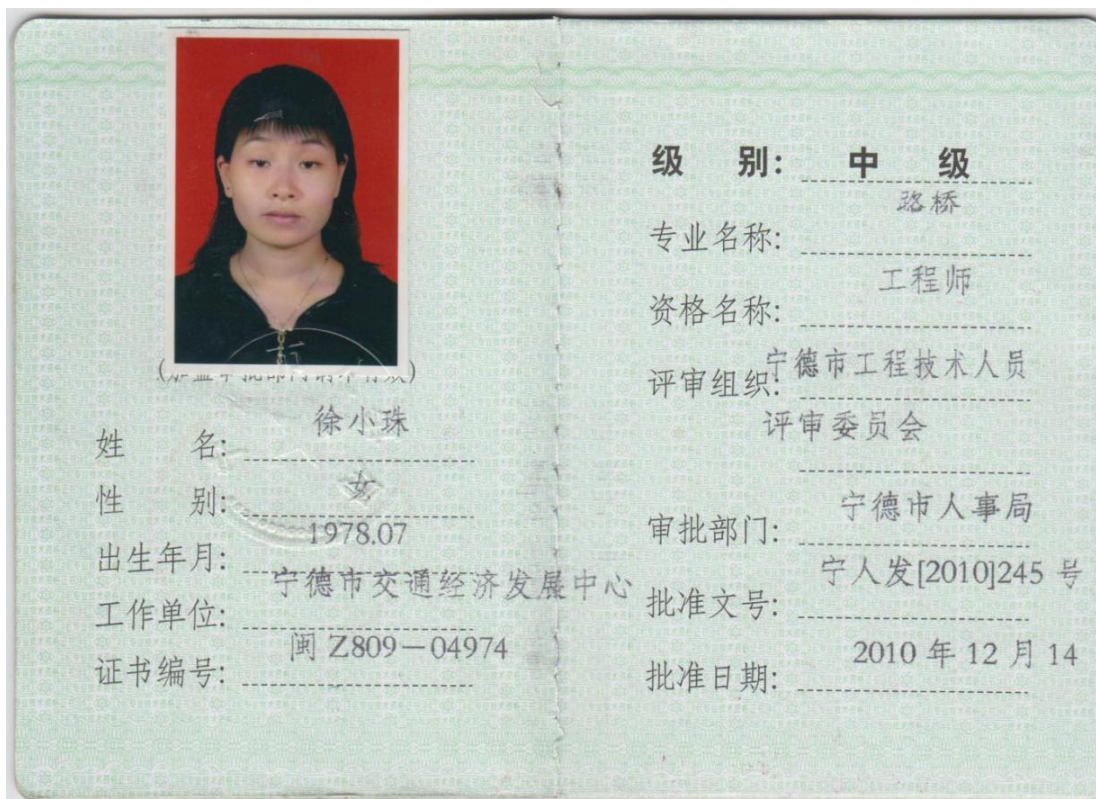 徐小珠
姓 名:
女
性 别:
1978.07
出生年月:
宁德市交通经济发展中心
工作单位:
闽 Z809-04974
证书编号:
级 别: 中 级
路桥
专业名称:
工程师
资格名称:
宁德市工程技术人员
评审组织:
评审委员会
宁德市人事局
审批部门:
宁人发[2010]245 号
批准文号:
2010 年 12 月 14
批准日期: